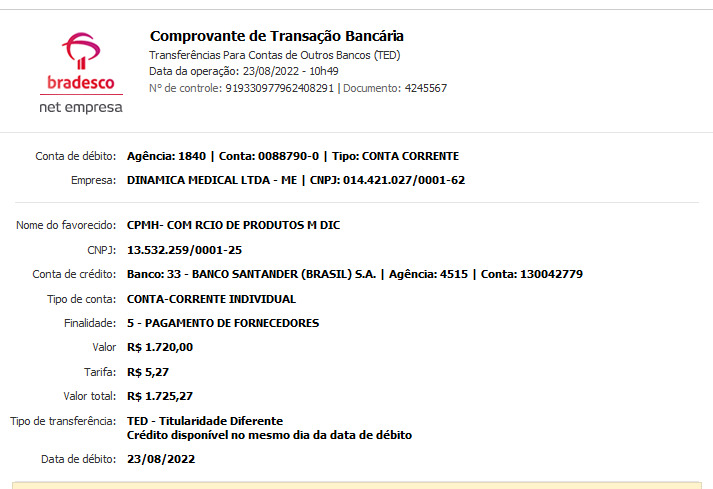 Comprovante de Transação Bancária
Transferências Para Contas de Outros Bancos (TED)
Data da operação: 23/08/2022 - 10h49
N° de controle: 919330977962408291 | Documento: 4245567
bradesco
net empresa
Conta de débito: Agência: 1840 | Conta: 0088790-0 | Tipo: CONTA CORRENTE
Empresa: DINAMICA MEDICAL LTDA - ME | CNPJ: 014.421.027/0001-62
Nome do favorecido: CPMH- COM RCIO DE PRODUTOS M DIC
CNPJ: 13.532.259/0001-25
Conta de crédito: Banco: 33 - BANCO SANTANDER (BRASIL) S.A. | Agência: 4515 | Conta: 130042779
Tipo de conta: CONTA-CORRENTE INDIVIDUAL
Finalidade: 5 - PAGAMENTO DE FORNECEDORES
Valor R$ 1.720,00
Tarifa: R$ 5,27
Valor total: R$ 1.725,27
Tipo de transferência: TED - Titularidade Diferente
Crédito disponível no mesmo dia da data de débito
Data de débito: 23/08/2022